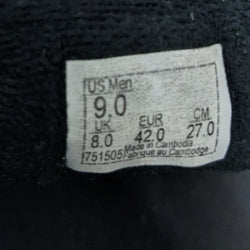 US Men
9.0
UK EUR CM
8.0 42.0 27.0
751505 Made in Cambodia
Fabriqué au Cambodge